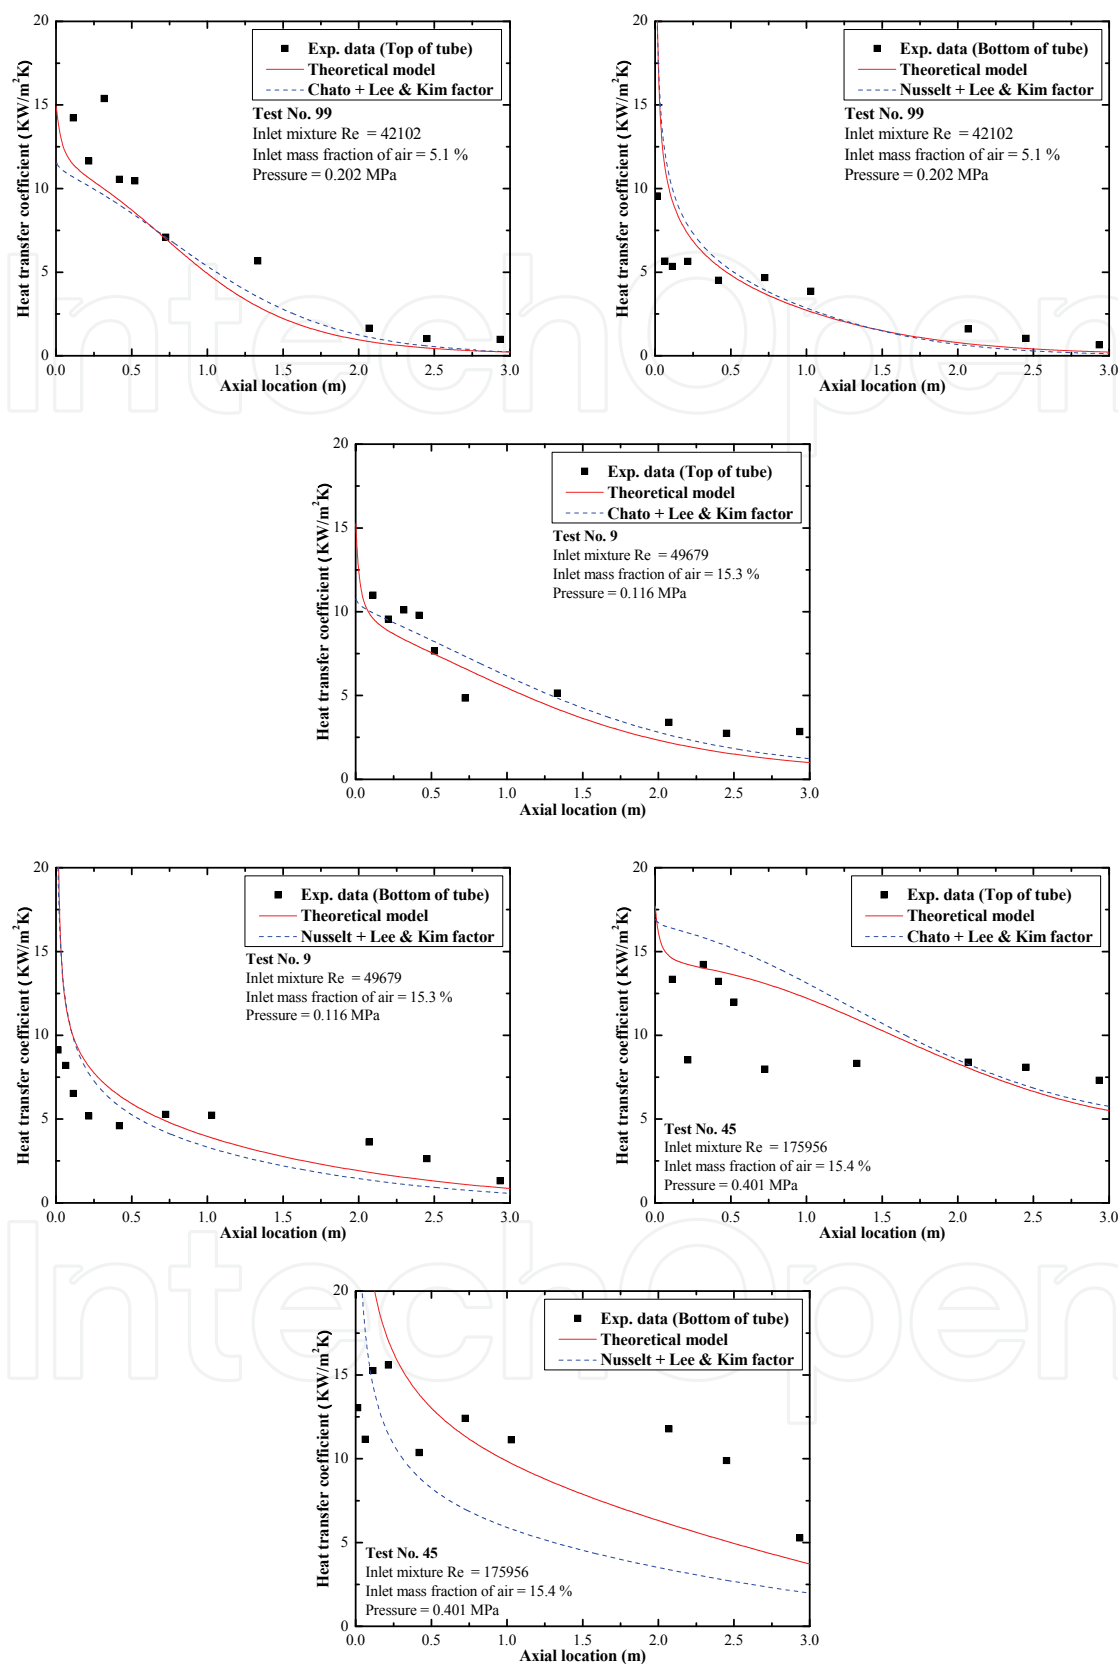 Exp. data (Top of tube)
Theoretical model
Chato + Lee & Kim factor
Test No. 99
Inlet mixture Re = 42102
Inlet mass fraction of air = 5.1 %
Pressure = 0.202 MPa
Heat transfer coefficient (KW/m²K)
20
15
10
5
0
0.0 0.5 1.0 1.5 2.0 2.5 3.0
Axial location (m)
Exp. data (Bottom of tube)
Theoretical model
Nusselt + Lee & Kim factor
Test No. 99
Inlet mixture Re = 42102
Inlet mass fraction of air = 5.1 %
Pressure = 0.202 MPa
Heat transfer coefficient (KW/m²K)
20
15
10
5
0
0.0 0.5 1.0 1.5 2.0 2.5 3.0
Axial location (m)
Exp. data (Top of tube)
Theoretical model
Chato + Lee & Kim factor
Test No. 9
Inlet mixture Re = 49679
Inlet mass fraction of air = 15.3 %
Pressure = 0.116 MPa
Heat transfer coefficient (KW/m²K)
20
15
10
5
0
0.0 0.5 1.0 1.5 2.0 2.5 3.0
Axial location (m)
Exp. data (Bottom of tube)
Theoretical model
Nusselt + Lee & Kim factor
Test No. 9
Inlet mixture Re = 49679
Inlet mass fraction of air = 15.3 %
Pressure = 0.116 MPa
Heat transfer coefficient (KW/m²K)
20
15
10
5
0
0.0 0.5 1.0 1.5 2.0 2.5 3.0
Axial location (m)
Exp. data (Top of tube)
Theoretical model
Chato + Lee & Kim factor
Test No. 45
Inlet mixture Re = 175956
Inlet mass fraction of air = 15.4 %
Pressure = 0.401 MPa
Heat transfer coefficient (KW/m²K)
20
15
10
5
0
0.0 0.5 1.0 1.5 2.0 2.5 3.0
Axial location (m)
Exp. data (Bottom of tube)
Theoretical model
Nusselt + Lee & Kim factor
Test No. 45
Inlet mixture Re = 175956
Inlet mass fraction of air = 15.4 %
Pressure = 0.401 MPa
Heat transfer coefficient (KW/m²K)
20
15
10
5
0
0.0 0.5 1.0 1.5 2.0 2.5 3.0
Axial location (m)
IntechOpen
IntechOpen